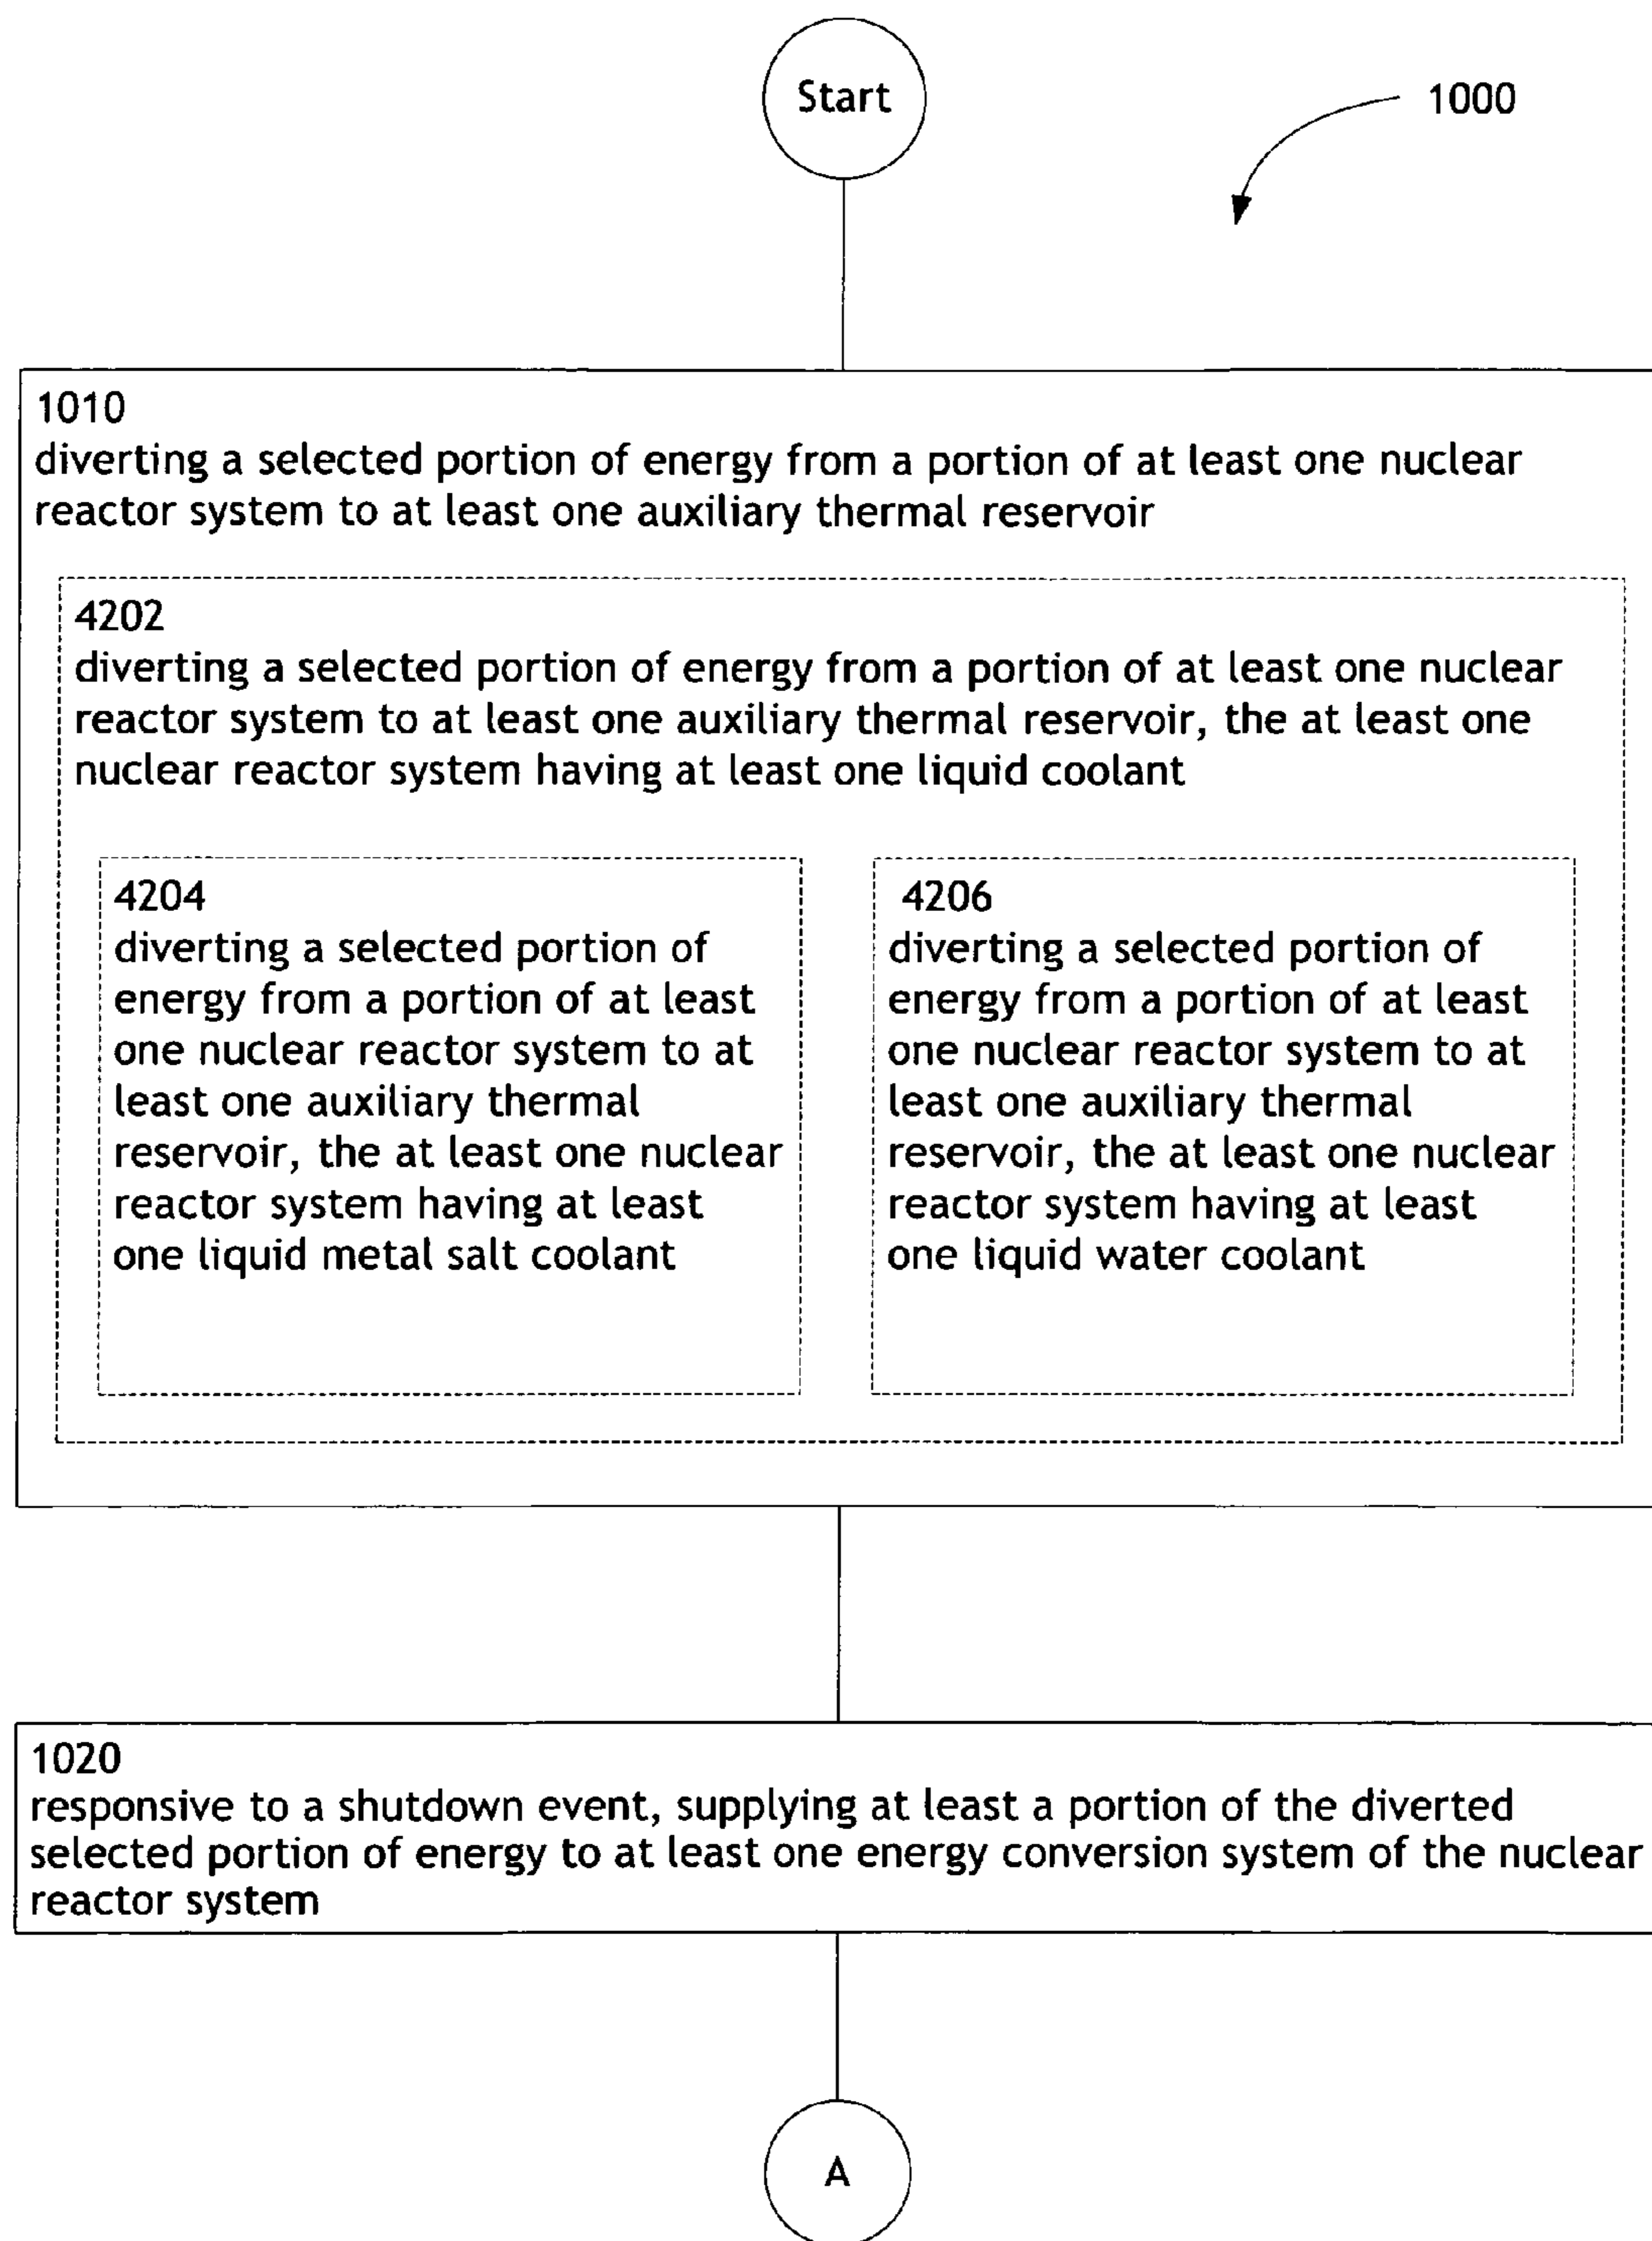 Start
1000
1010
diverting a selected portion of energy from a portion of at least one nuclear
reactor system to at least one auxiliary thermal reservoir
4202
diverting a selected portion of energy from a portion of at least one nuclear
reactor system to at least one auxiliary thermal reservoir, the at least one
nuclear reactor system having at least one liquid coolant
4204
diverting a selected portion of
energy from a portion of at least
one nuclear reactor system to at
least one auxiliary thermal
reservoir, the at least one nuclear
reactor system having at least
one liquid metal salt coolant
4206
diverting a selected portion of
energy from a portion of at least
one nuclear reactor system to at
least one auxiliary thermal
reservoir, the at least one nuclear
reactor system having at least
one liquid water coolant
1020
responsive to a shutdown event, supplying at least a portion of the diverted
selected portion of energy to at least one energy conversion system of the nuclear
reactor system
A